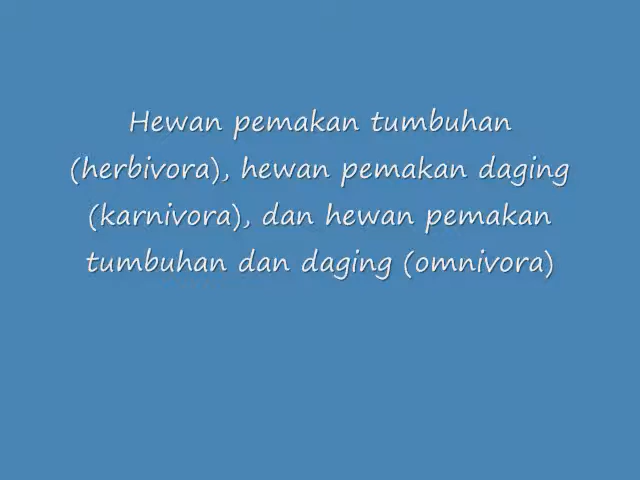 Hewan pemakan tumbuhan
(herbivora), hewan pemakan daging
(karnivora), dan hewan pemakan
tumbuhan dan daging (omnivora)